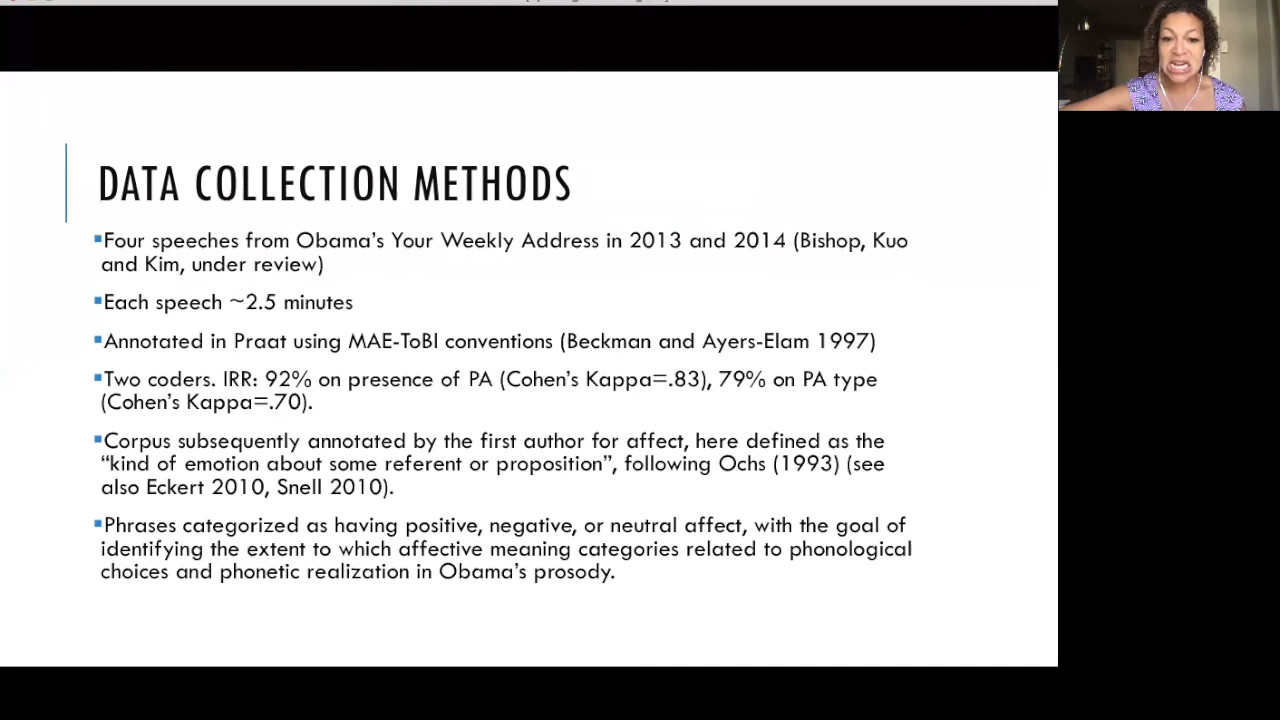 DATA COLLECTION METHODS
▪Four speeches from Obama's Your Weekly Address in 2013 and 2014 (Bishop, Kuo
and Kim, under review)
▪Each speech ~2.5 minutes
▪Annotated in Praat using MAE-ToBI conventions (Beckman and Ayers-Elam 1997)
▪Two coders. IRR: 92% on presence of PA (Cohen's Kappa=.83), 79% on PA type
(Cohen's Kappa=.70).
▪Corpus subsequently annotated by the first author for affect, here defined as the
“kind of emotion about some referent or proposition”, following Ochs (1993) (see
also Eckert 2010, Snell 2010).
▪Phrases categorized as having positive, negative, or neutral affect, with the goal of
identifying the extent to which affective meaning categories related to phonological
choices and phonetic realization in Obama's prosody.